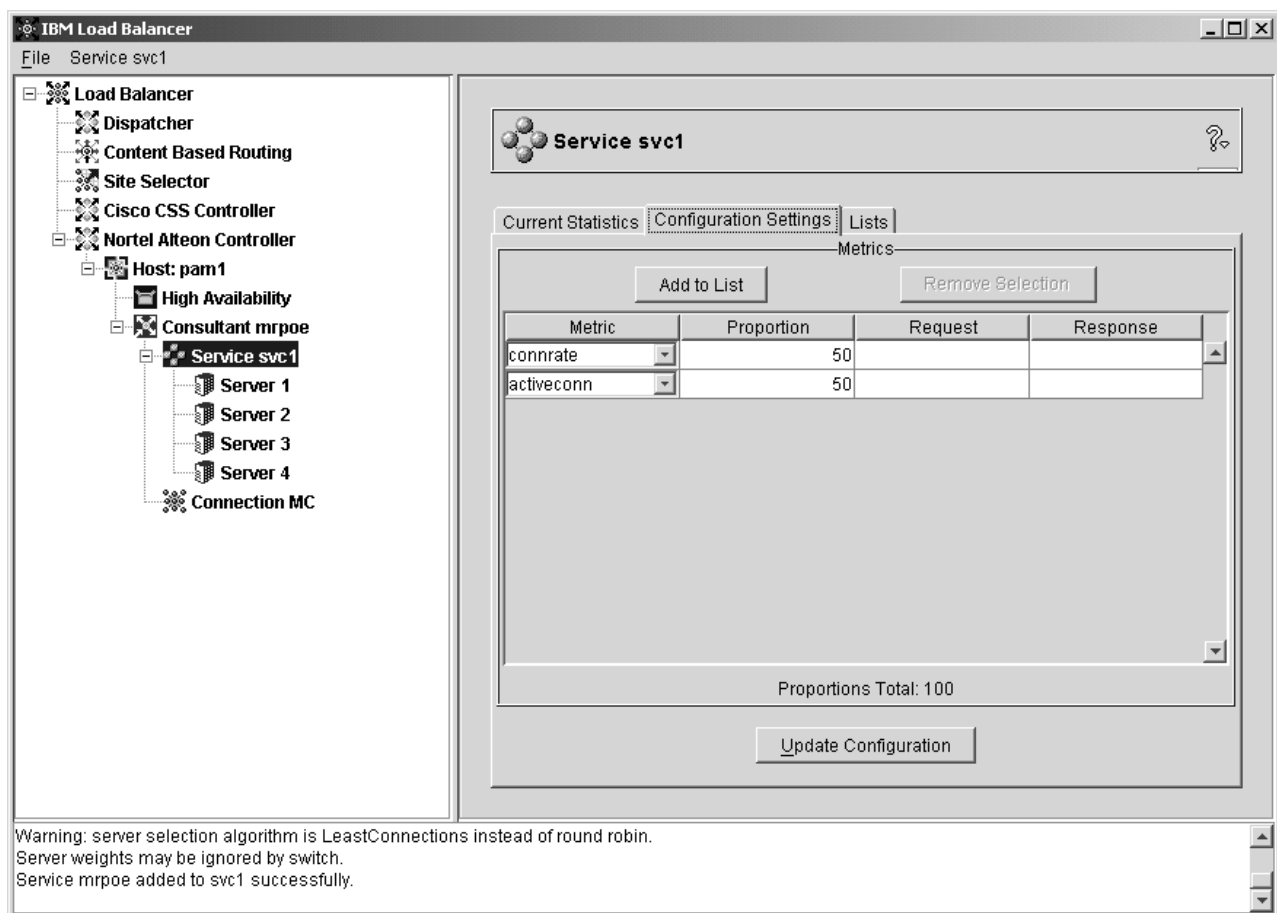 IBM Load Balancer
File Service svc1
Load Balancer
Dispatcher
Content Based Routing
Site Selector
Cisco CSS Controller
Nortel Alteon Controller
Host: pam1
High Availability
Consultant mrpoe
Service svc1
Server 1
Server 2
Server 3
Server 4
Connection MC
Service svc1
?
Current Statistics Configuration Settings Lists
Metrics
Add to List Remove Selection
Metric Proportion Request Response
connrate 50
activeconn 50
Proportions Total: 100
Update Configuration
Warning: server selection algorithm is LeastConnections instead of round robin.
Server weights may be ignored by switch.
Service mrpoe added to svc1 successfully.